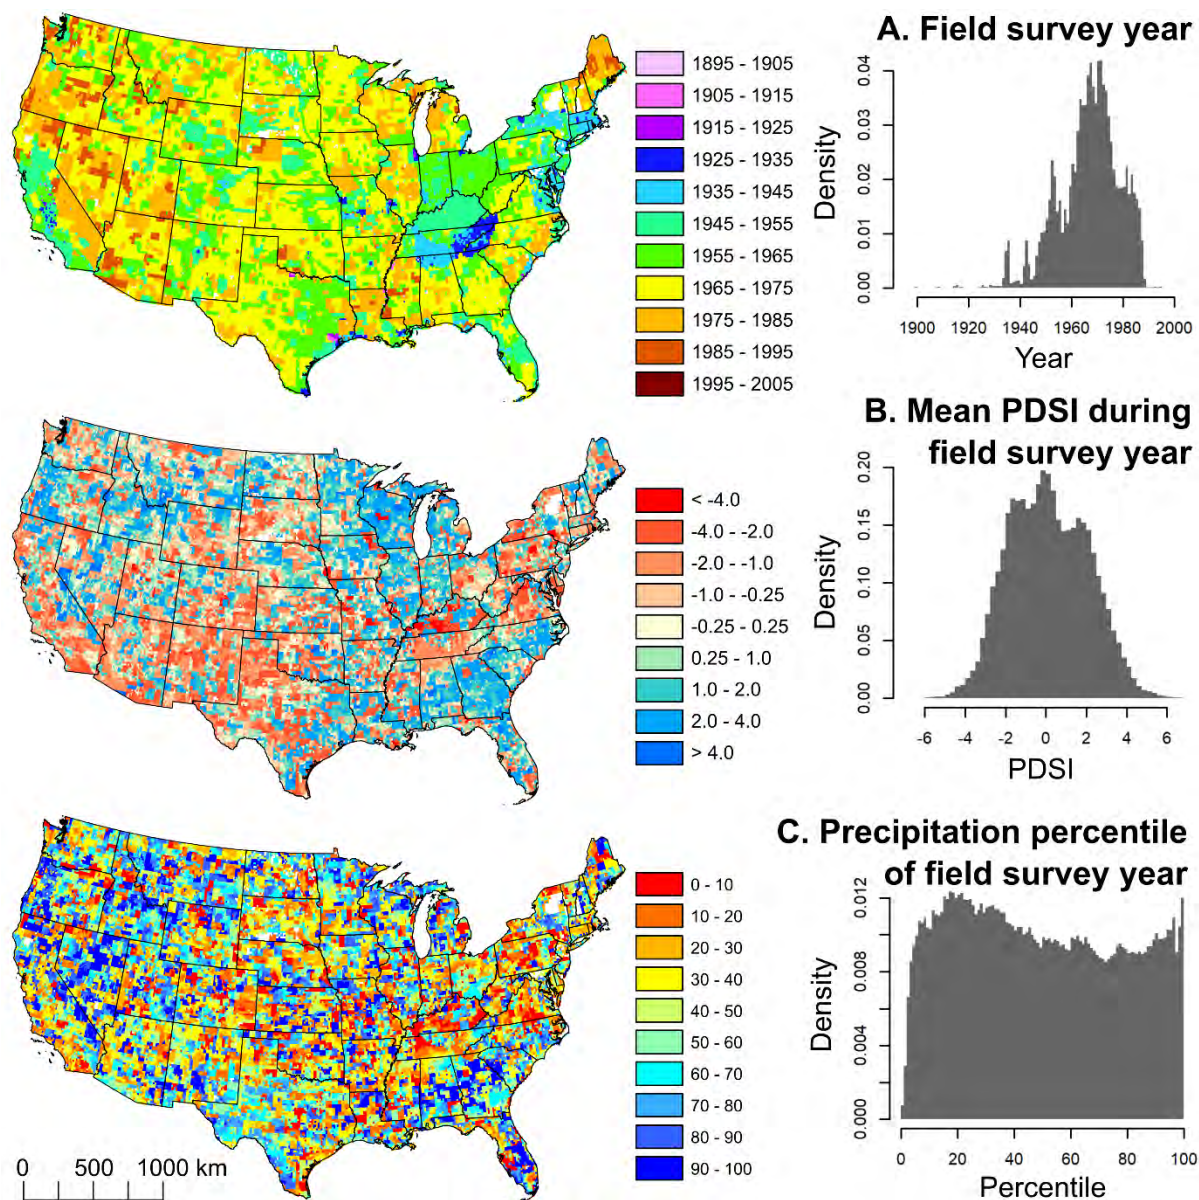 A. Field survey year
1895 - 1905
1905 - 1915
1915 - 1925
1925 - 1935
1935 - 1945
1945 - 1955
1955 - 1965
1965 - 1975
1975 - 1985
1985 - 1995
1995 - 2005
Density
0.04
0.03
0.02
0.01
0.00
1900 1920 1940 1960 1980 2000
Year
B. Mean PDSI during
field survey year
< -4.0
-4.0 - -2.0
-2.0 - -1.0
-1.0 - -0.25
-0.25 - 0.25
0.25 - 1.0
1.0 - 2.0
2.0 - 4.0
> 4.0
Density
0.20
0.15
0.10
0.05
0.00
-6 -4 -2 0 2 4 6
PDSI
C. Precipitation percentile
of field survey year
0 - 10
10 - 20
20 - 30
30 - 40
40 - 50
50 - 60
60 - 70
70 - 80
80 - 90
90 - 100
Density
0.012
0.008
0.004
0.000
0 20 40 60 80 100
Percentile
0 500 1000 km